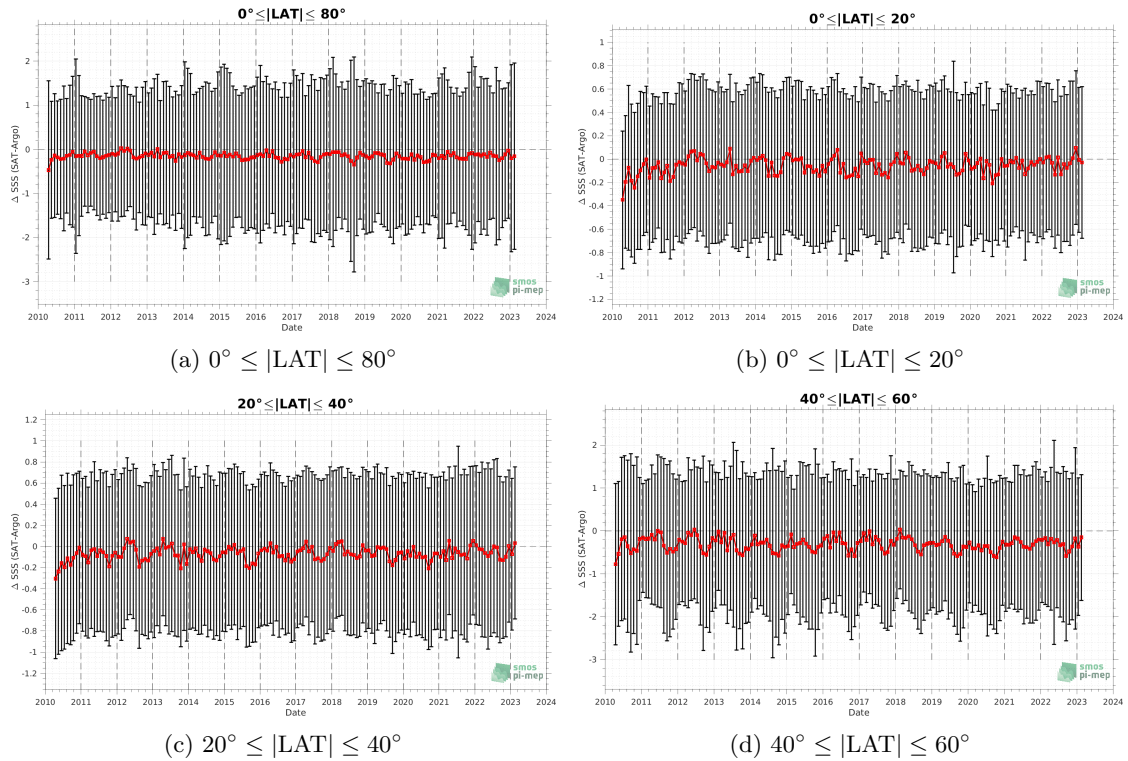 0°≤|LAT|≤ 80°
Δ SSS (SAT-Argo)
2
1
0
-1
-2
-3
2010 2011 2012 2013 2014 2015 2016 2017 2018 2019 2020 2021 2022 2023 2024
Date
smos
pi-mep
(a) 0° ≤ |LAT| ≤ 80°
0°≤|LAT|≤ 20°
Δ SSS (SAT-Argo)
1
0.8
0.6
0.4
0.2
0
-0.2
-0.4
-0.6
-0.8
-1
-1.2
2010 2011 2012 2013 2014 2015 2016 2017 2018 2019 2020 2021 2022 2023 2024
Date
smos
pi-mep
(b) 0° ≤ |LAT| ≤ 20°
20°≤|LAT|≤ 40°
Δ SSS (SAT-Argo)
1.2
1
0.8
0.6
0.4
0.2
0
-0.2
-0.4
-0.6
-0.8
-1
-1.2
2010 2011 2012 2013 2014 2015 2016 2017 2018 2019 2020 2021 2022 2023 2024
Date
smos
pi-mep
(c) 20° ≤ |LAT| ≤ 40°
40°≤|LAT|≤ 60°
Δ SSS (SAT-Argo)
2
1
0
-1
-2
-3
2010 2011 2012 2013 2014 2015 2016 2017 2018 2019 2020 2021 2022 2023 2024
Date
smos
pi-mep
(d) 40° ≤ |LAT| ≤ 60°